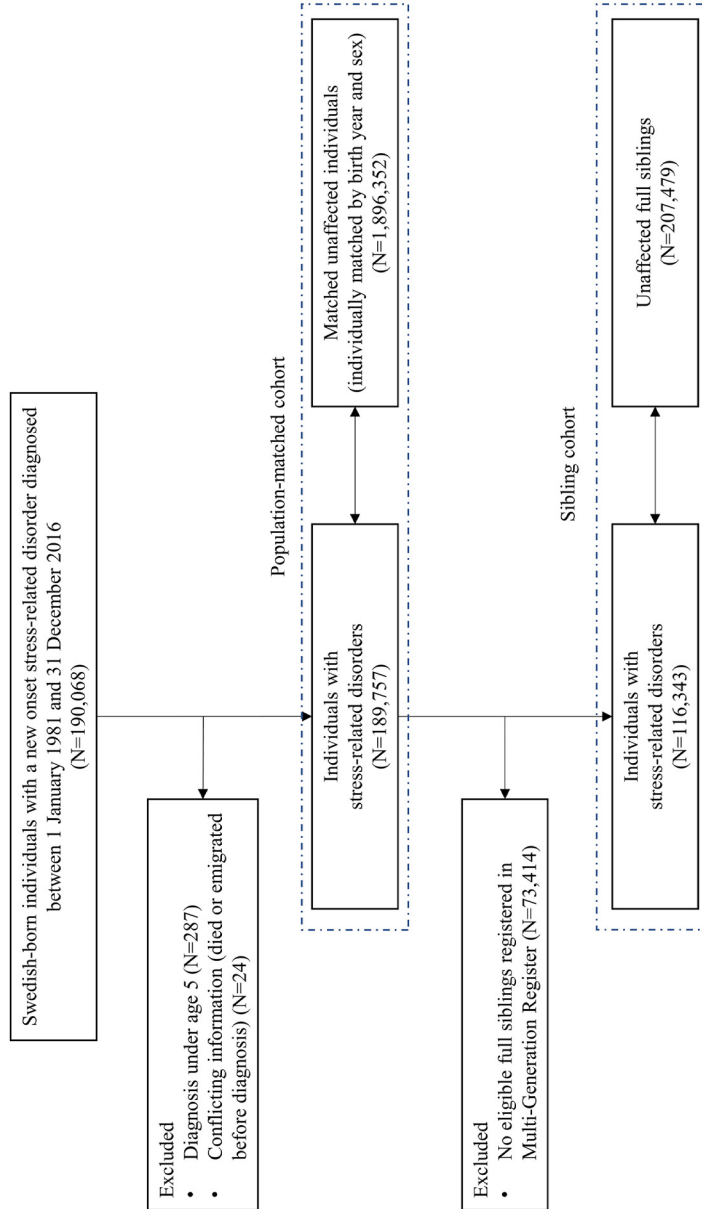 Swedish-born individuals with a new onset stress-related disorder diagnosed
between 1 January 1981 and 31 December 2016
(N=190,068)
Excluded
• Diagnosis under age 5 (N=287)
• Conflicting information (died or emigrated
before diagnosis) (N=24)
Population-matched cohort
Individuals with
stress-related disorders
(N=189,757)
Matched unaffected individuals
(individually matched by birth year and sex)
(N=1,896,352)
Excluded
• No eligible full siblings registered in
Multi-Generation Register (N=73,414)
Sibling cohort
Individuals with
stress-related disorders
(N=116,343)
Unaffected full siblings
(N=207,479)